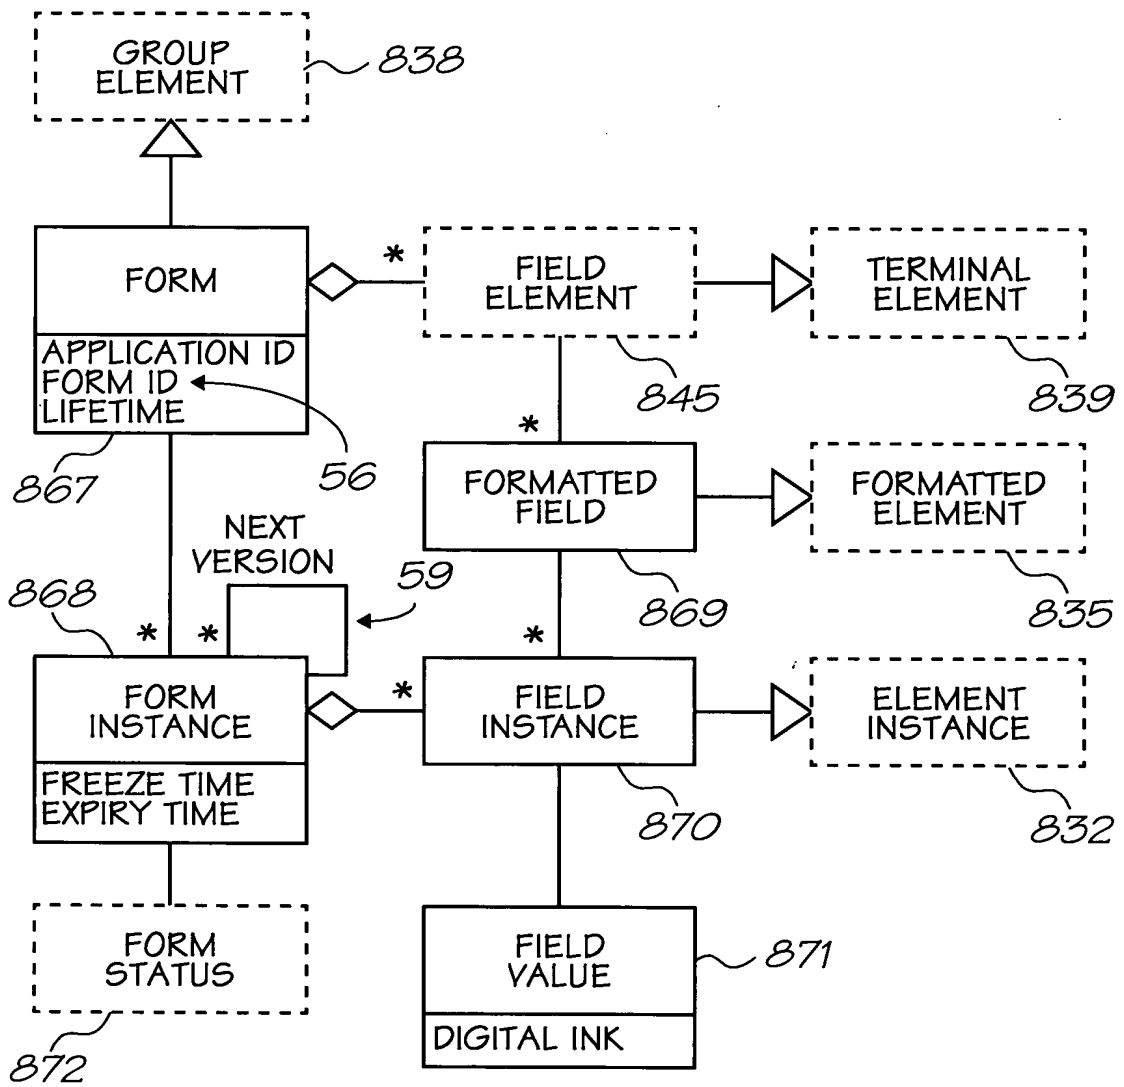 GROUP
ELEMENT
838
*
FORM
FIELD
ELEMENT
TERMINAL
ELEMENT
APPLICATION ID
FORM ID
LIFETIME
845
839
*
867
56
FORMATTED
FIELD
FORMATTED
ELEMENT
NEXT
VERSION
59
868
869
835
*
*
*
*
FORM
INSTANCE
FIELD
INSTANCE
ELEMENT
INSTANCE
FREEZE TIME
EXPIRY TIME
870
832
FORM
STATUS
FIELD
VALUE
871
DIGITAL INK
872